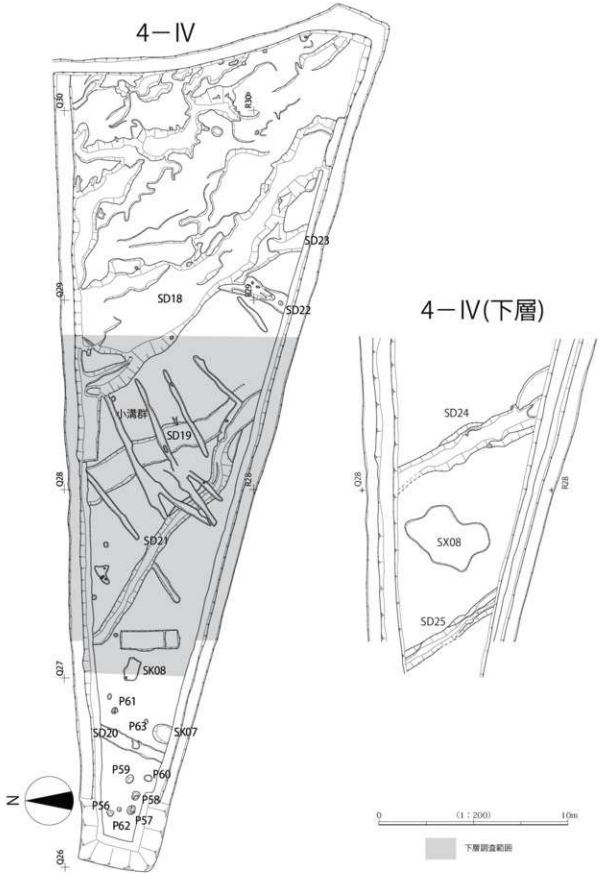 4-Ⅳ
Q30
R30
SD23
Q29
R29
SD18
SD22
小溝群
SD19
Q28
R28
SD21
Q27
SK08
P61
P63
SD20
SK07
P59
P60
P58
P56
P57
P62
N
Q26
4-Ⅳ(下層)
SD24
Q28
R28
SX08
SD25
0 (1:200) 10m
下層調査範囲